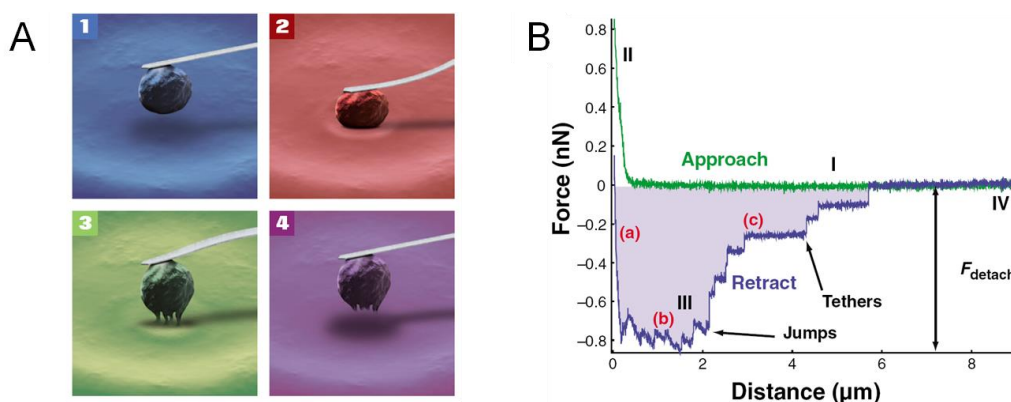 A
1
2
3
4
B
Force (nN)
0.8
0.6
0.4
0.2
0
−0.2
−0.4
−0.6
−0.8
II
Approach
I
IV
(a)
(c)
Retract
III
(b)
Tethers
Jumps
Fdetach
0
2
4
6
8
Distance (µm)